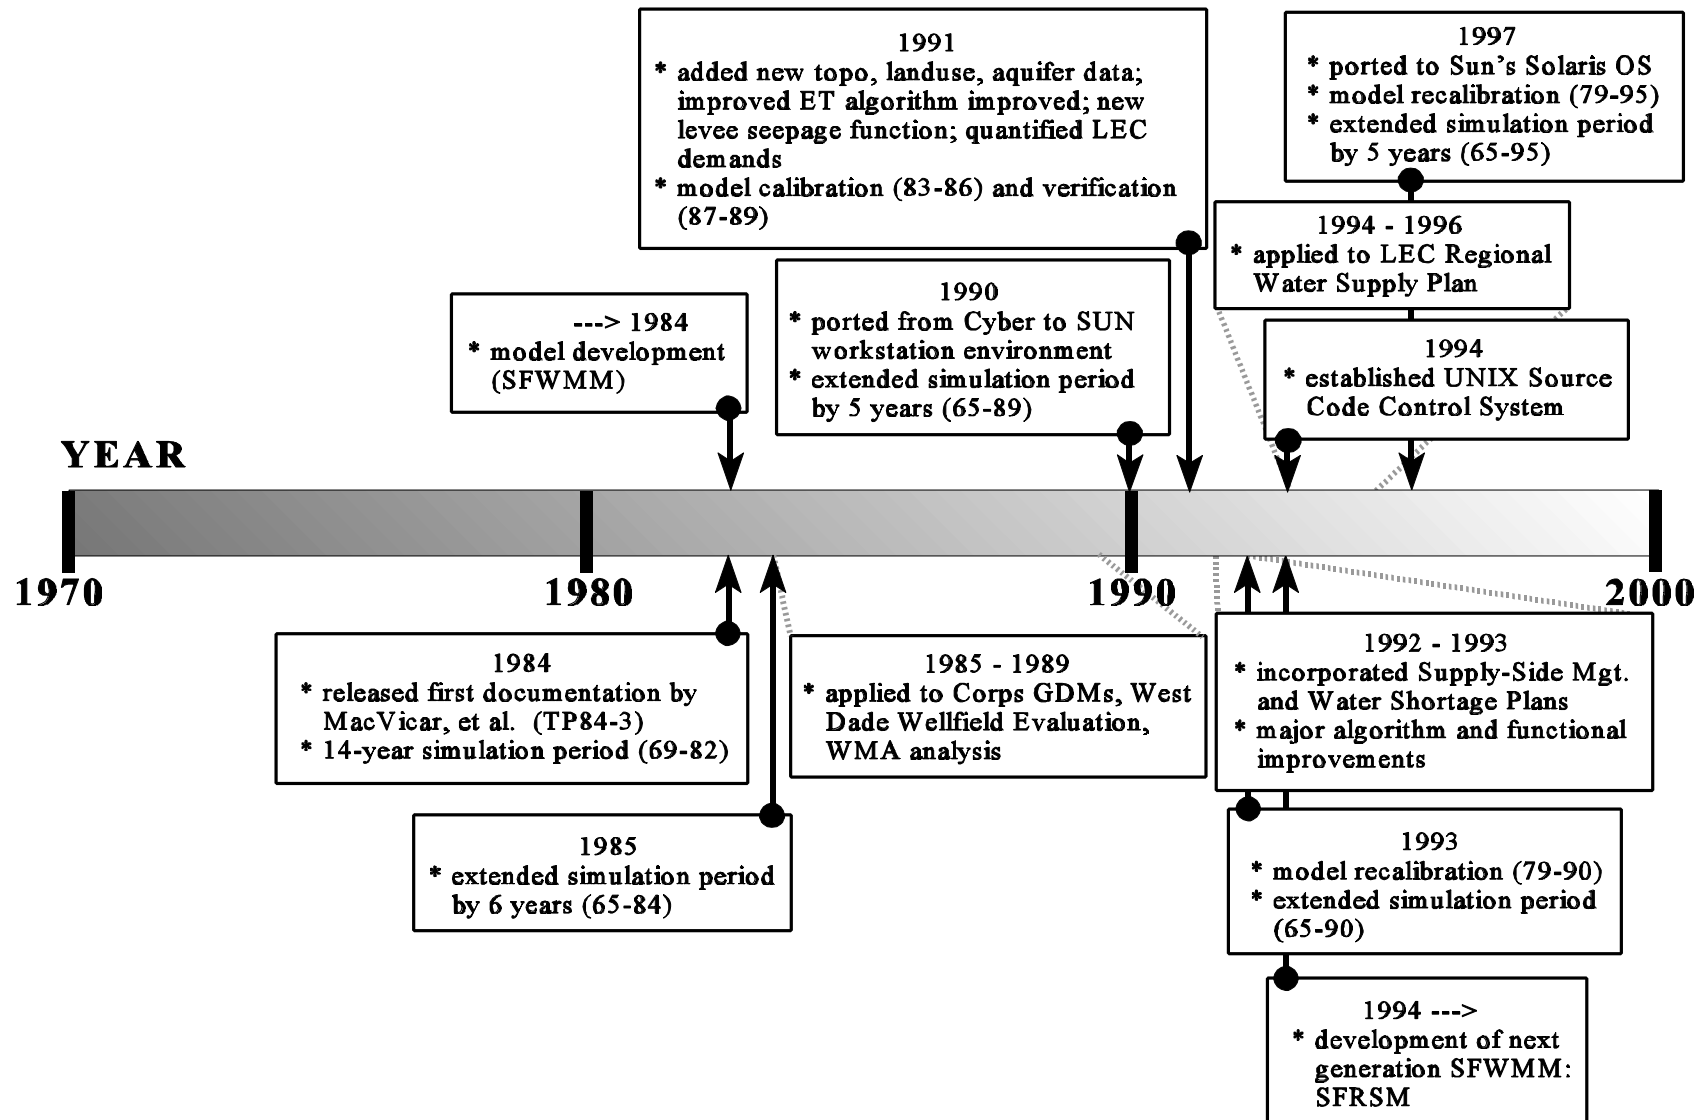 1991
* added new topo, landuse, aquifer data;
improved ET algorithm improved; new
levee seepage function; quantified LEC
demands
* model calibration (83-86) and verification
(87-89)
1997
* ported to Sun's Solaris OS
* model recalibration (79-95)
* extended simulation period
by 5 years (65-95)
1994 - 1996
* applied to LEC Regional
Water Supply Plan
---> 1984
* model development
(SFWMM)
1990
* ported from Cyber to SUN
workstation environment
* extended simulation period
by 5 years (65-89)
1994
* established UNIX Source
Code Control System
YEAR
1970
1980
1990
2000
1984
* released first documentation by
MacVicar, et al. (TP84-3)
* 14-year simulation period (69-82)
1985 - 1989
* applied to Corps GDMs, West
Dade Wellfield Evaluation,
WMA analysis
1992 - 1993
* incorporated Supply-Side Mgt.
and Water Shortage Plans
* major algorithm and functional
improvements
1985
* extended simulation period
by 6 years (65-84)
1993
* model recalibration (79-90)
* extended simulation period
(65-90)
1994 --->
* development of next
generation SFWMM:
SFRSM